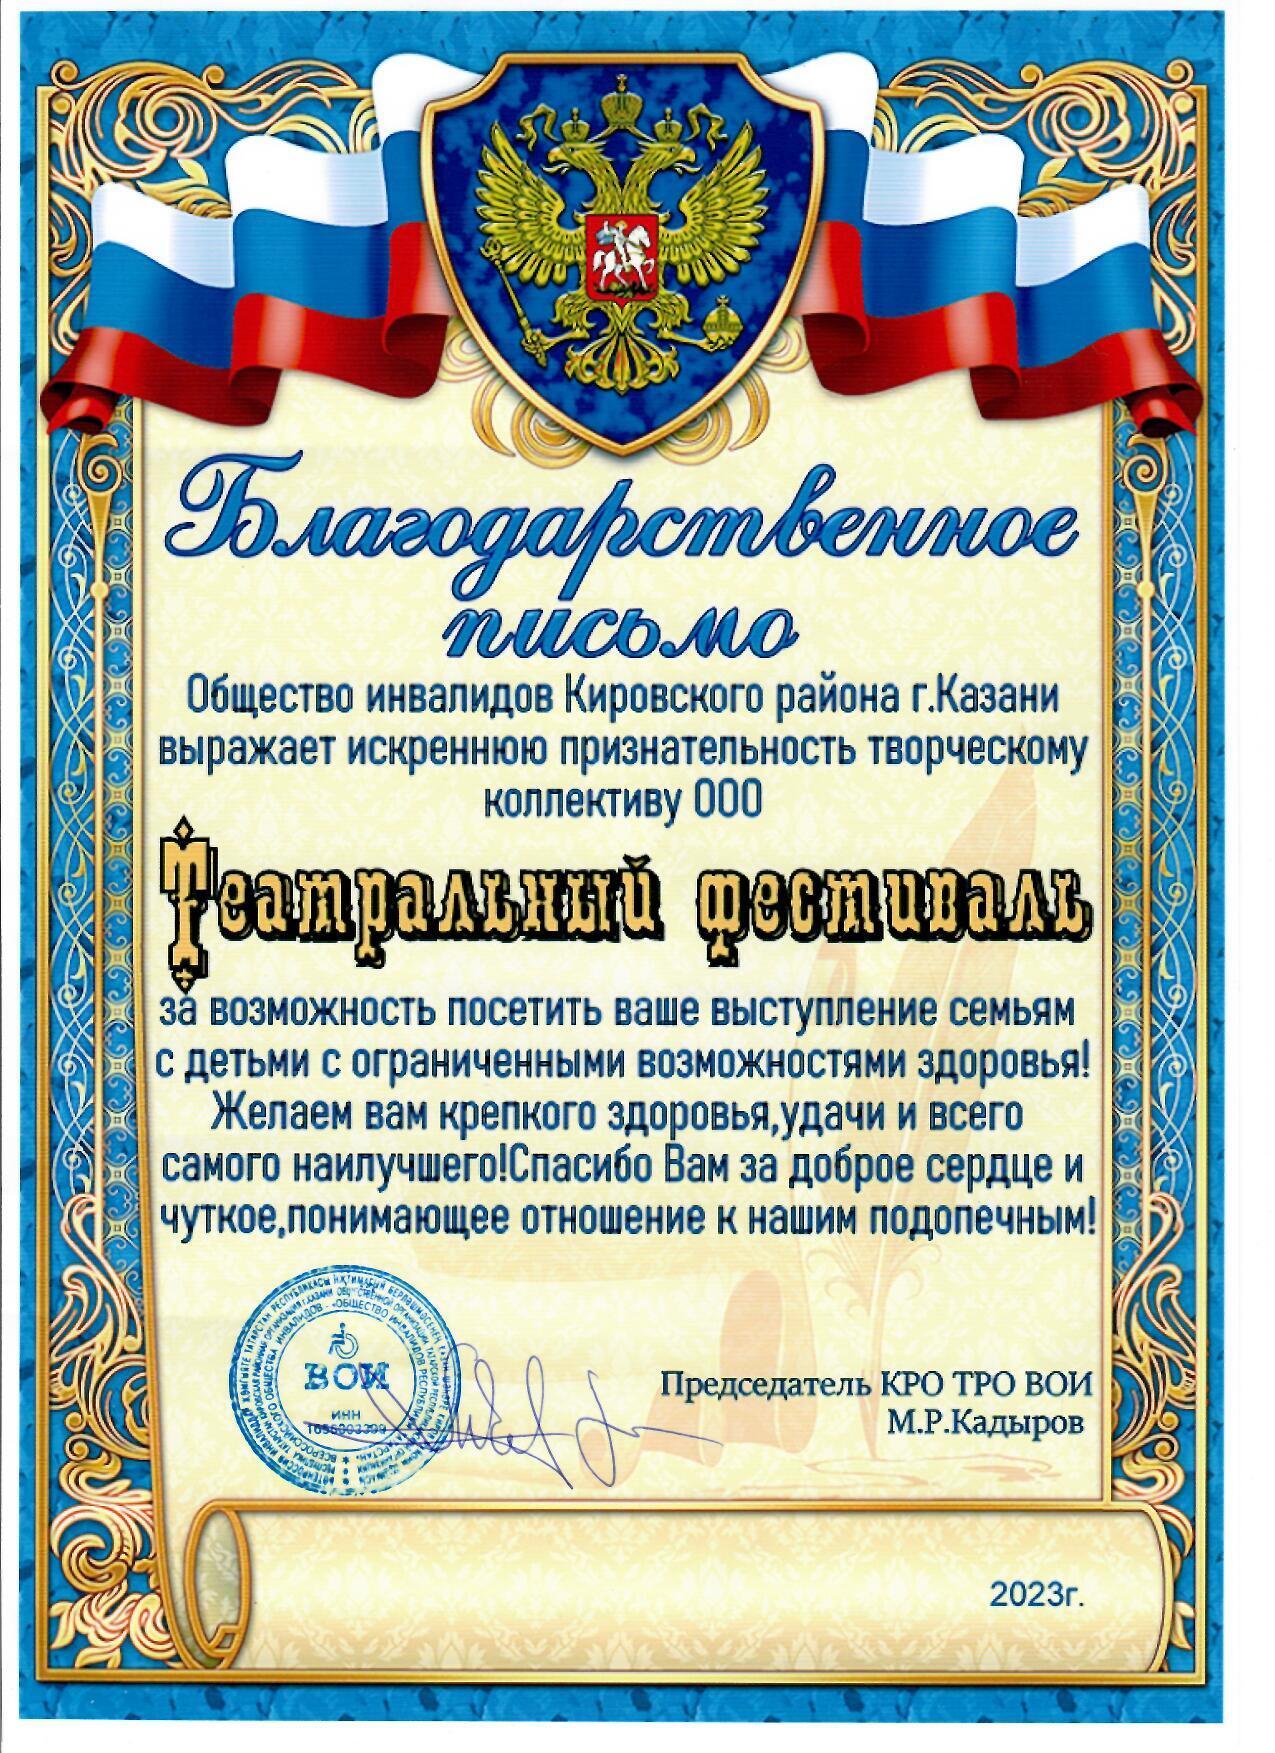 Благодарственное
письмо
Общество инвалидов Кировского района г.Казани
выражает искреннюю признательность творческому
коллективу ООО
Театральный фестиваль
за возможность посетить ваше выступление семьям
с детьми с ограниченными возможностями здоровья!
Желаем вам крепкого здоровья,удачи и всего
самого наилучшего!Спасибо Вам за доброе сердце и
чуткое,понимающее отношение к нашим подопечным!
ВОИ
ИНН
Председатель КРО ТРО ВОИ
М.Р.Кадыров
2023г.